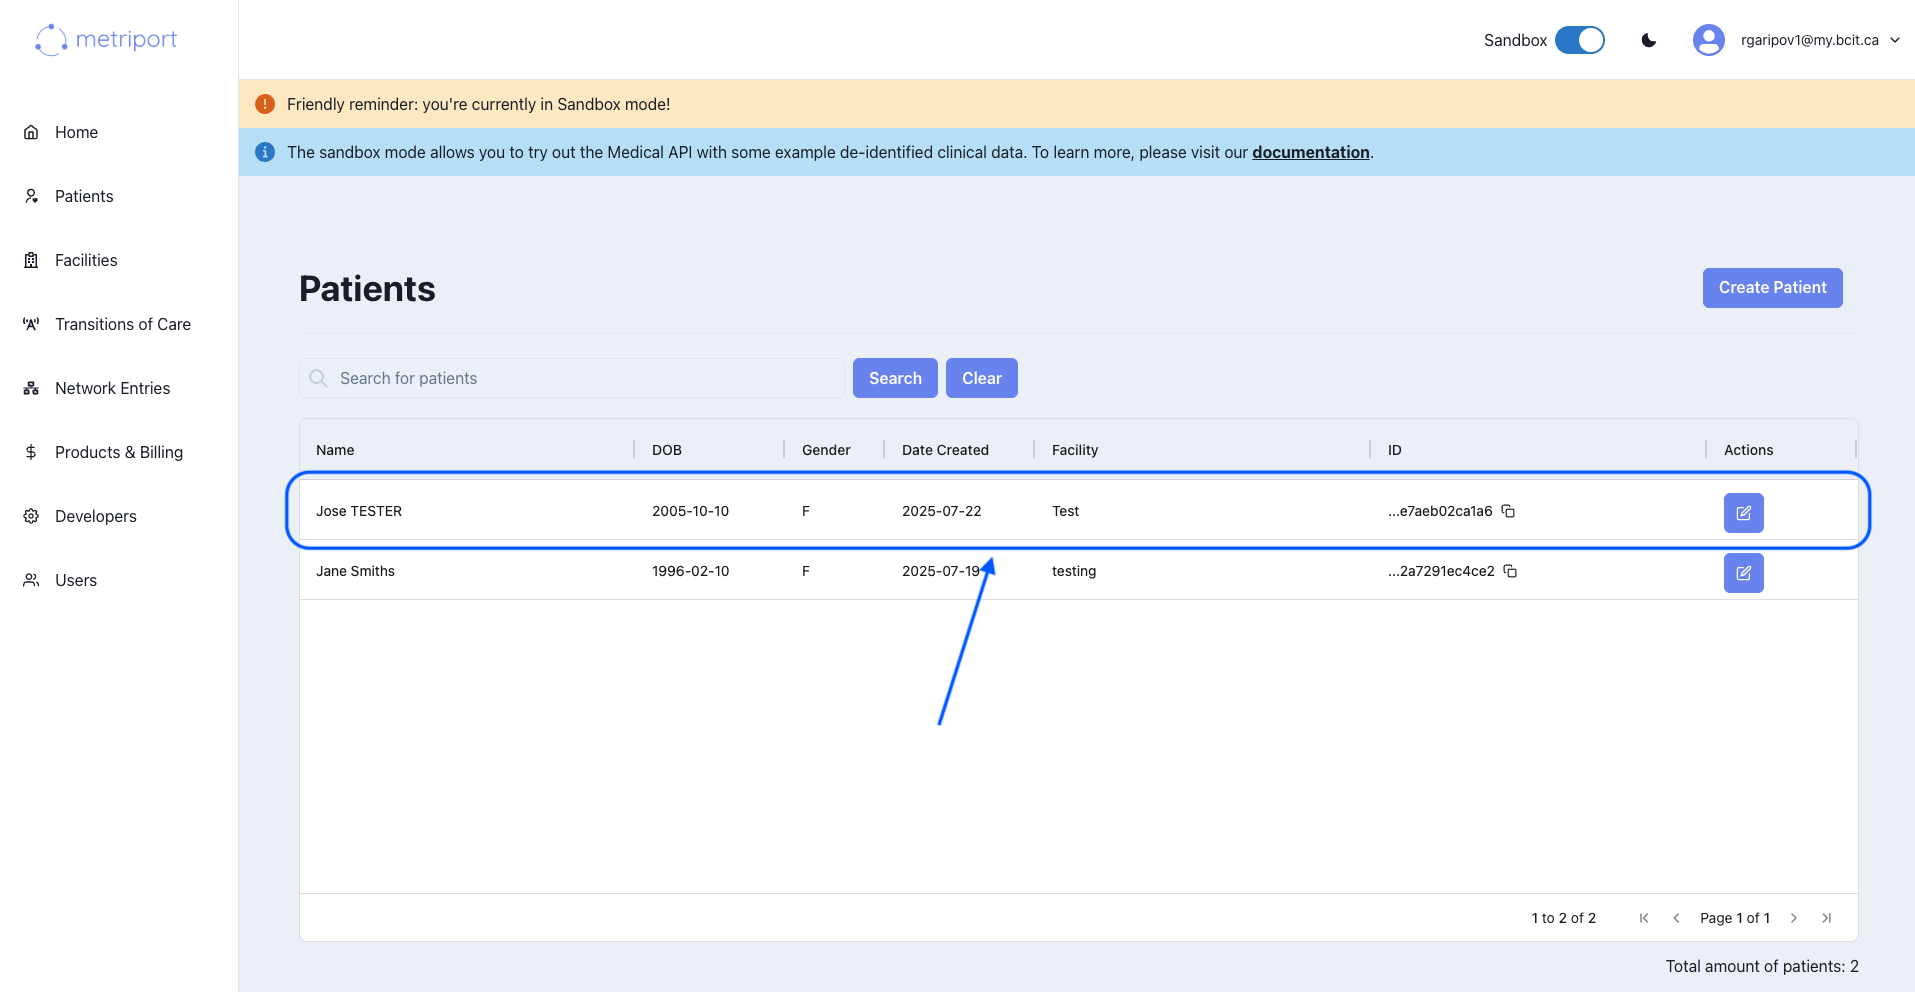 metriport
Sandbox
rgaripov1@my.bcit.ca
Friendly reminder: you're currently in Sandbox mode!
The sandbox mode allows you to try out the Medical API with some example de-identified clinical data. To learn more, please visit our documentation.
Home
Patients
Facilities
Transitions of Care
Network Entries
Products & Billing
Developers
Users
Patients
Create Patient
Search for patients
Search
Clear
Name DOB Gender Date Created Facility ID Actions
Jose TESTER 2005-10-10 F 2025-07-22 Test ...e7aeb02ca1a6
Jane Smiths 1996-02-10 F 2025-07-19 testing ...2a7291ec4ce2
1 to 2 of 2 Page 1 of 1
Total amount of patients: 2